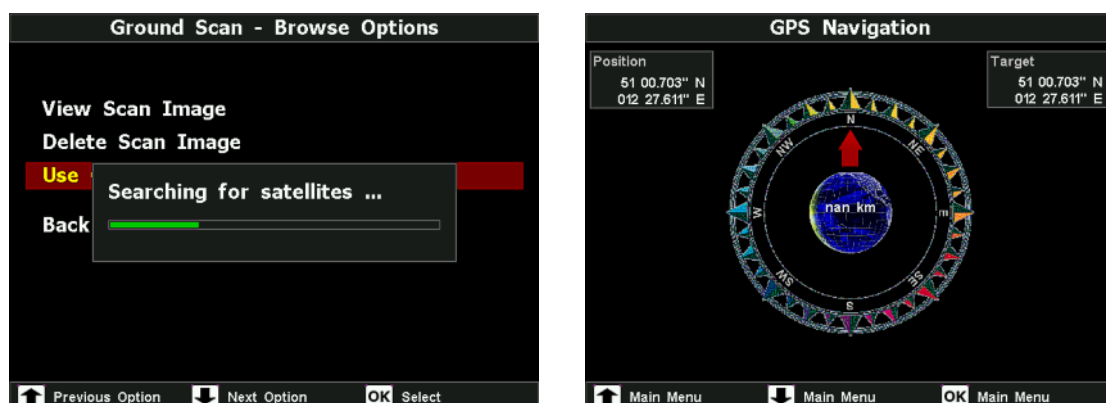 Ground Scan - Browse Options
View Scan Image
Delete Scan Image
Use
Searching for satellites ...
Back
Previous Option
Next Option
OK Select
GPS Navigation
Position
51 00.703" N
012 27.611" E
Target
51 00.703" N
012 27.611" E
N
NW
NE
nan km
W
E
SW
SE
S
Main Menu
Main Menu
OK Main Menu